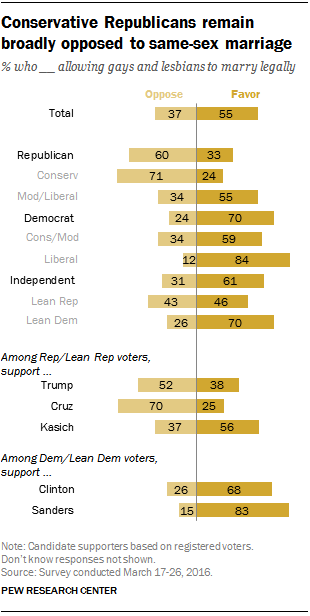 Conservative Republicans remain
broadly opposed to same-sex marriage
% who __ allowing gays and lesbians to marry legally
Oppose Favor
Total 37 55
Republican 60 33
Conserv 71 24
Mod/Liberal 34 55
Democrat 24 70
Cons/Mod 34 59
Liberal 12 84
Independent 31 61
Lean Rep 43 46
Lean Dem 26 70
Among Rep/Lean Rep voters,
support ...
Trump 52 38
Cruz 70 25
Kasich 37 56
Among Dem/Lean Dem voters,
support ...
Clinton 26 68
Sanders 15 83
Note: Candidate supporters based on registered voters.
Don't know responses not shown.
Source: Survey conducted March 17-26, 2016.
PEW RESEARCH CENTER